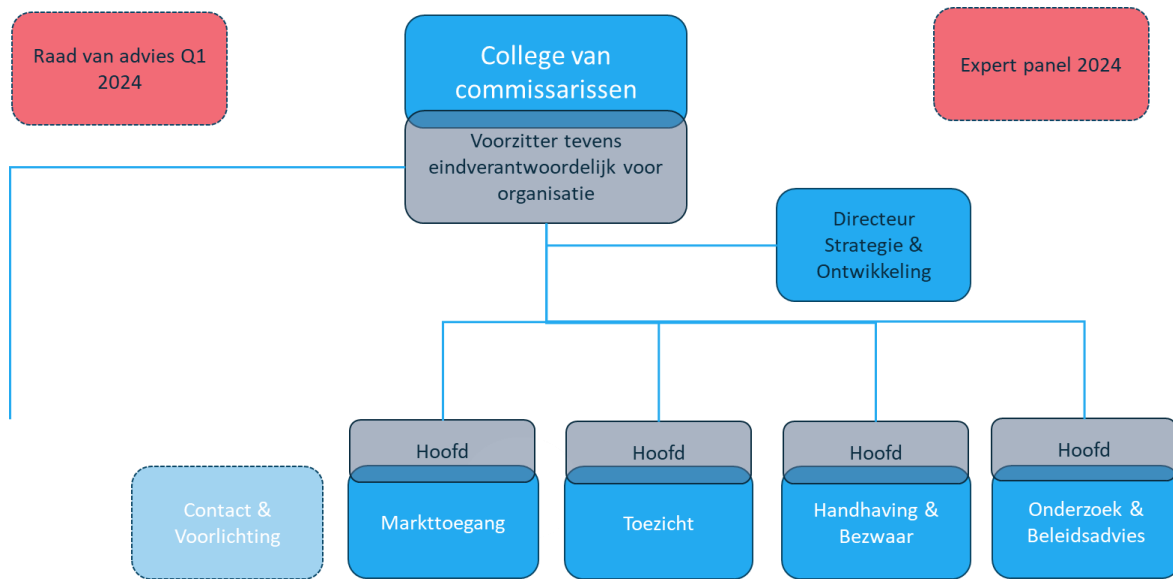 Raad van advies Q1
2024
College van
commissarissen
Expert panel 2024
Voorzitter tevens
eindverantwoordelijk voor
organisatie
Directeur
Strategie &
Ontwikkeling
Hoofd
Hoofd
Hoofd
Hoofd
Contact &
Voorlichting
Markttoegang
Toezicht
Handhaving &
Bezwaar
Onderzoek &
Beleidsadvies